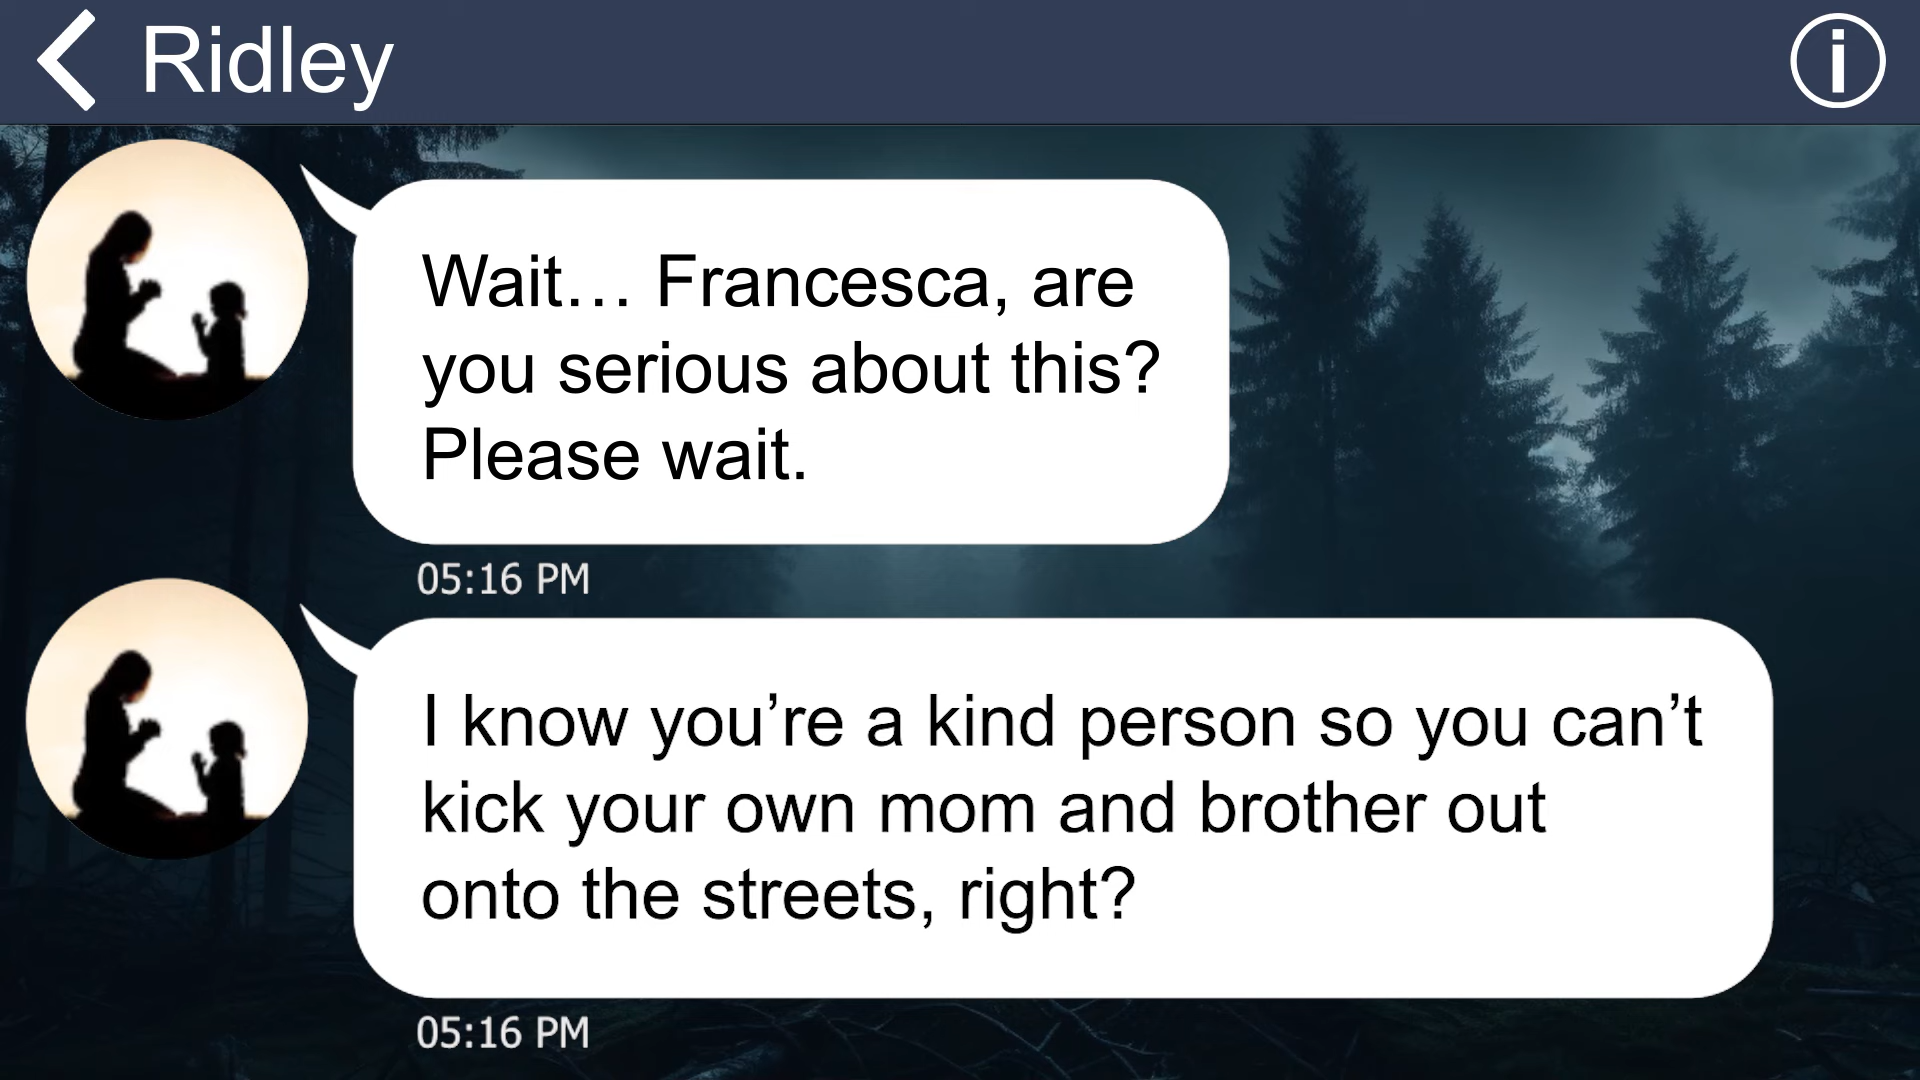 Ridley
Wait… Francesca, are
you serious about this?
Please wait.
05:16 PM
I know you’re a kind person so you can’t
kick your own mom and brother out
onto the streets, right?
05:16 PM